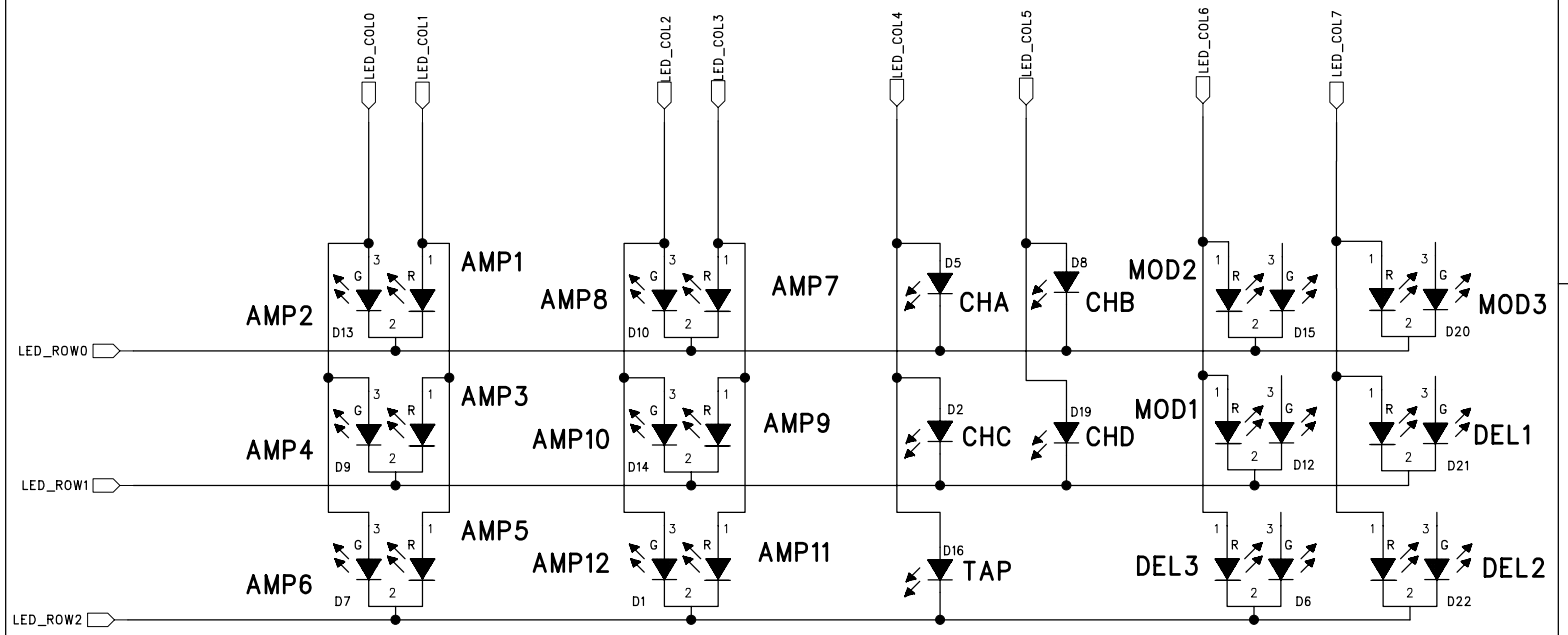 LED_COL0
LED_COL1
LED_COL2
LED_COL3
LED_COL4
LED_COL5
LED_COL6
LED_COL7
3 1 AMP1
G R
AMP2
D13 2
3 1 AMP7
G R
AMP8
D10 2
D5
CHA
D8
CHB
MOD2
1 3
R G
2 D15
1 3
R G
MOD3
2 D20
LED_ROW0
3 1 AMP3
G R
AMP4
D9 2
3 1 AMP9
G R
AMP10
D14 2
D2
CHC
D19
CHD
MOD1
1 3
R G
2 D12
1 3
R G
DEL1
2 D21
LED_ROW1
3 1 AMP5
G R
AMP6
D7 2
3 1 AMP11
G R
AMP12
D1 2
D16
TAP
DEL3
1 3
R G
2 D6
1 3
R G
DEL2
2 D22
LED_ROW2